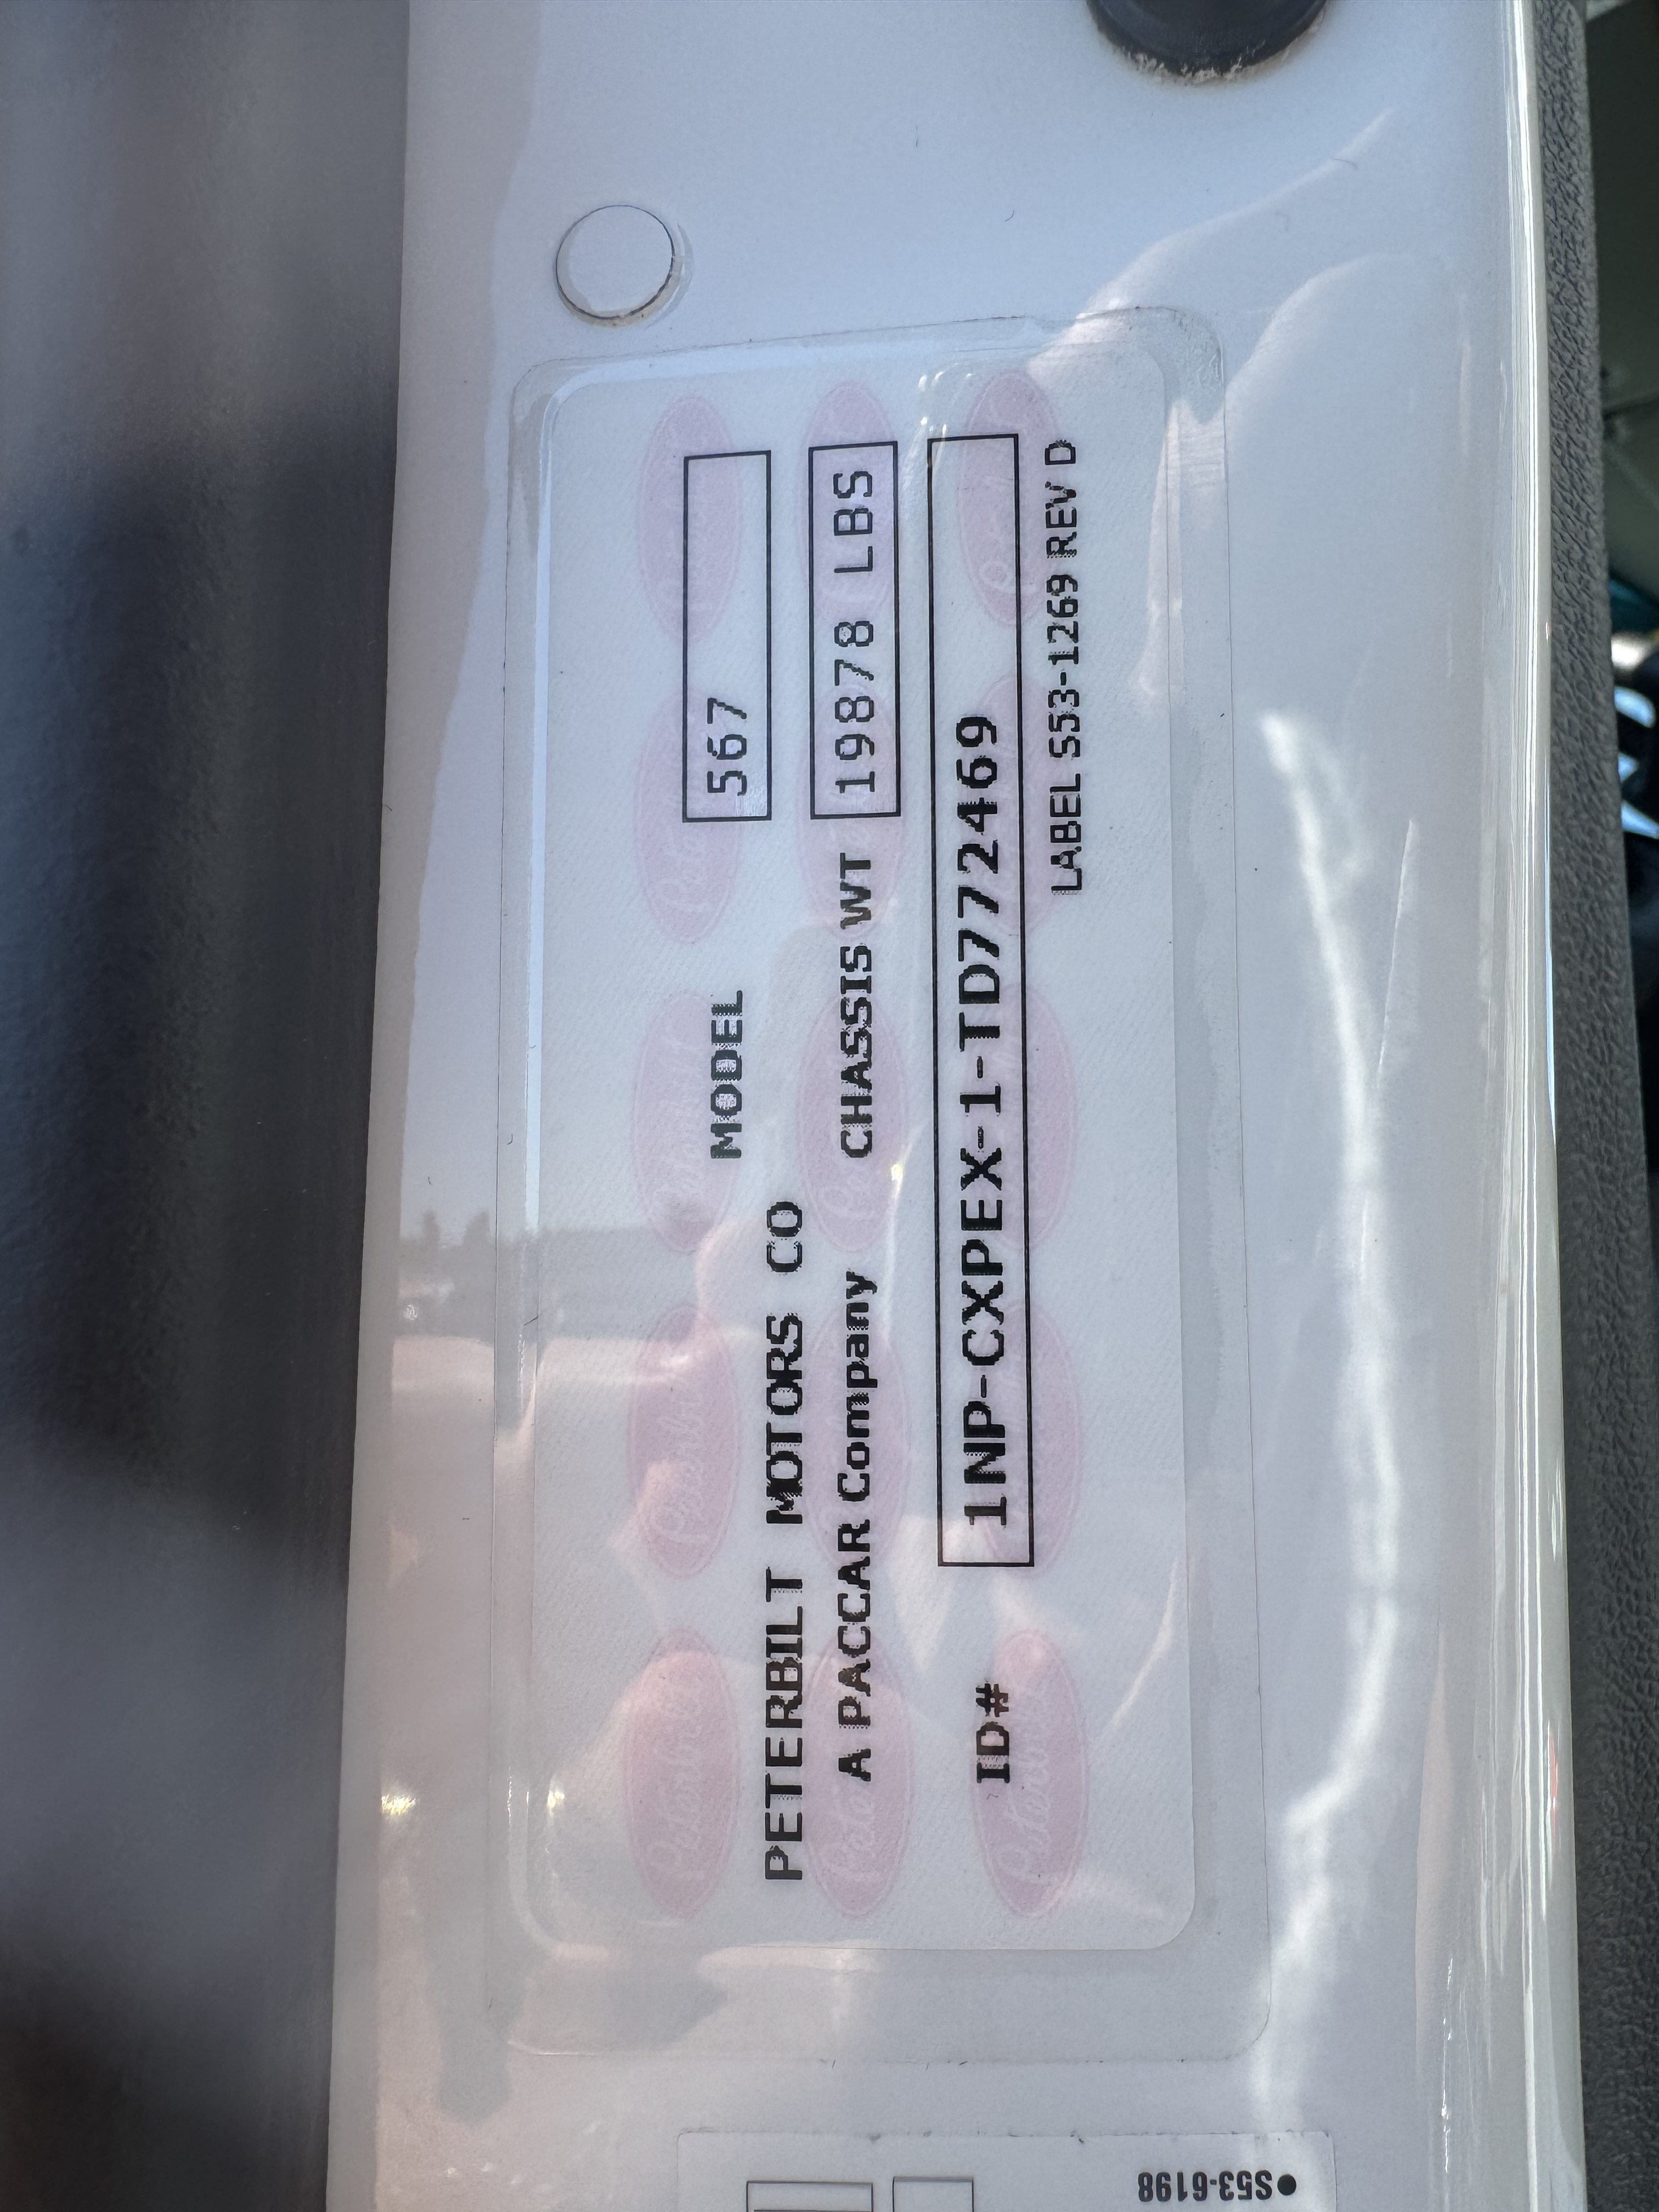 MODEL 567
PETERBILT MOTORS CO
A PACCAR Company CHASSIS WT 19878 LBS
ID# 1NP-CXPEX-1-TD772469
LABEL S53-1269 REV D
●S53-6198